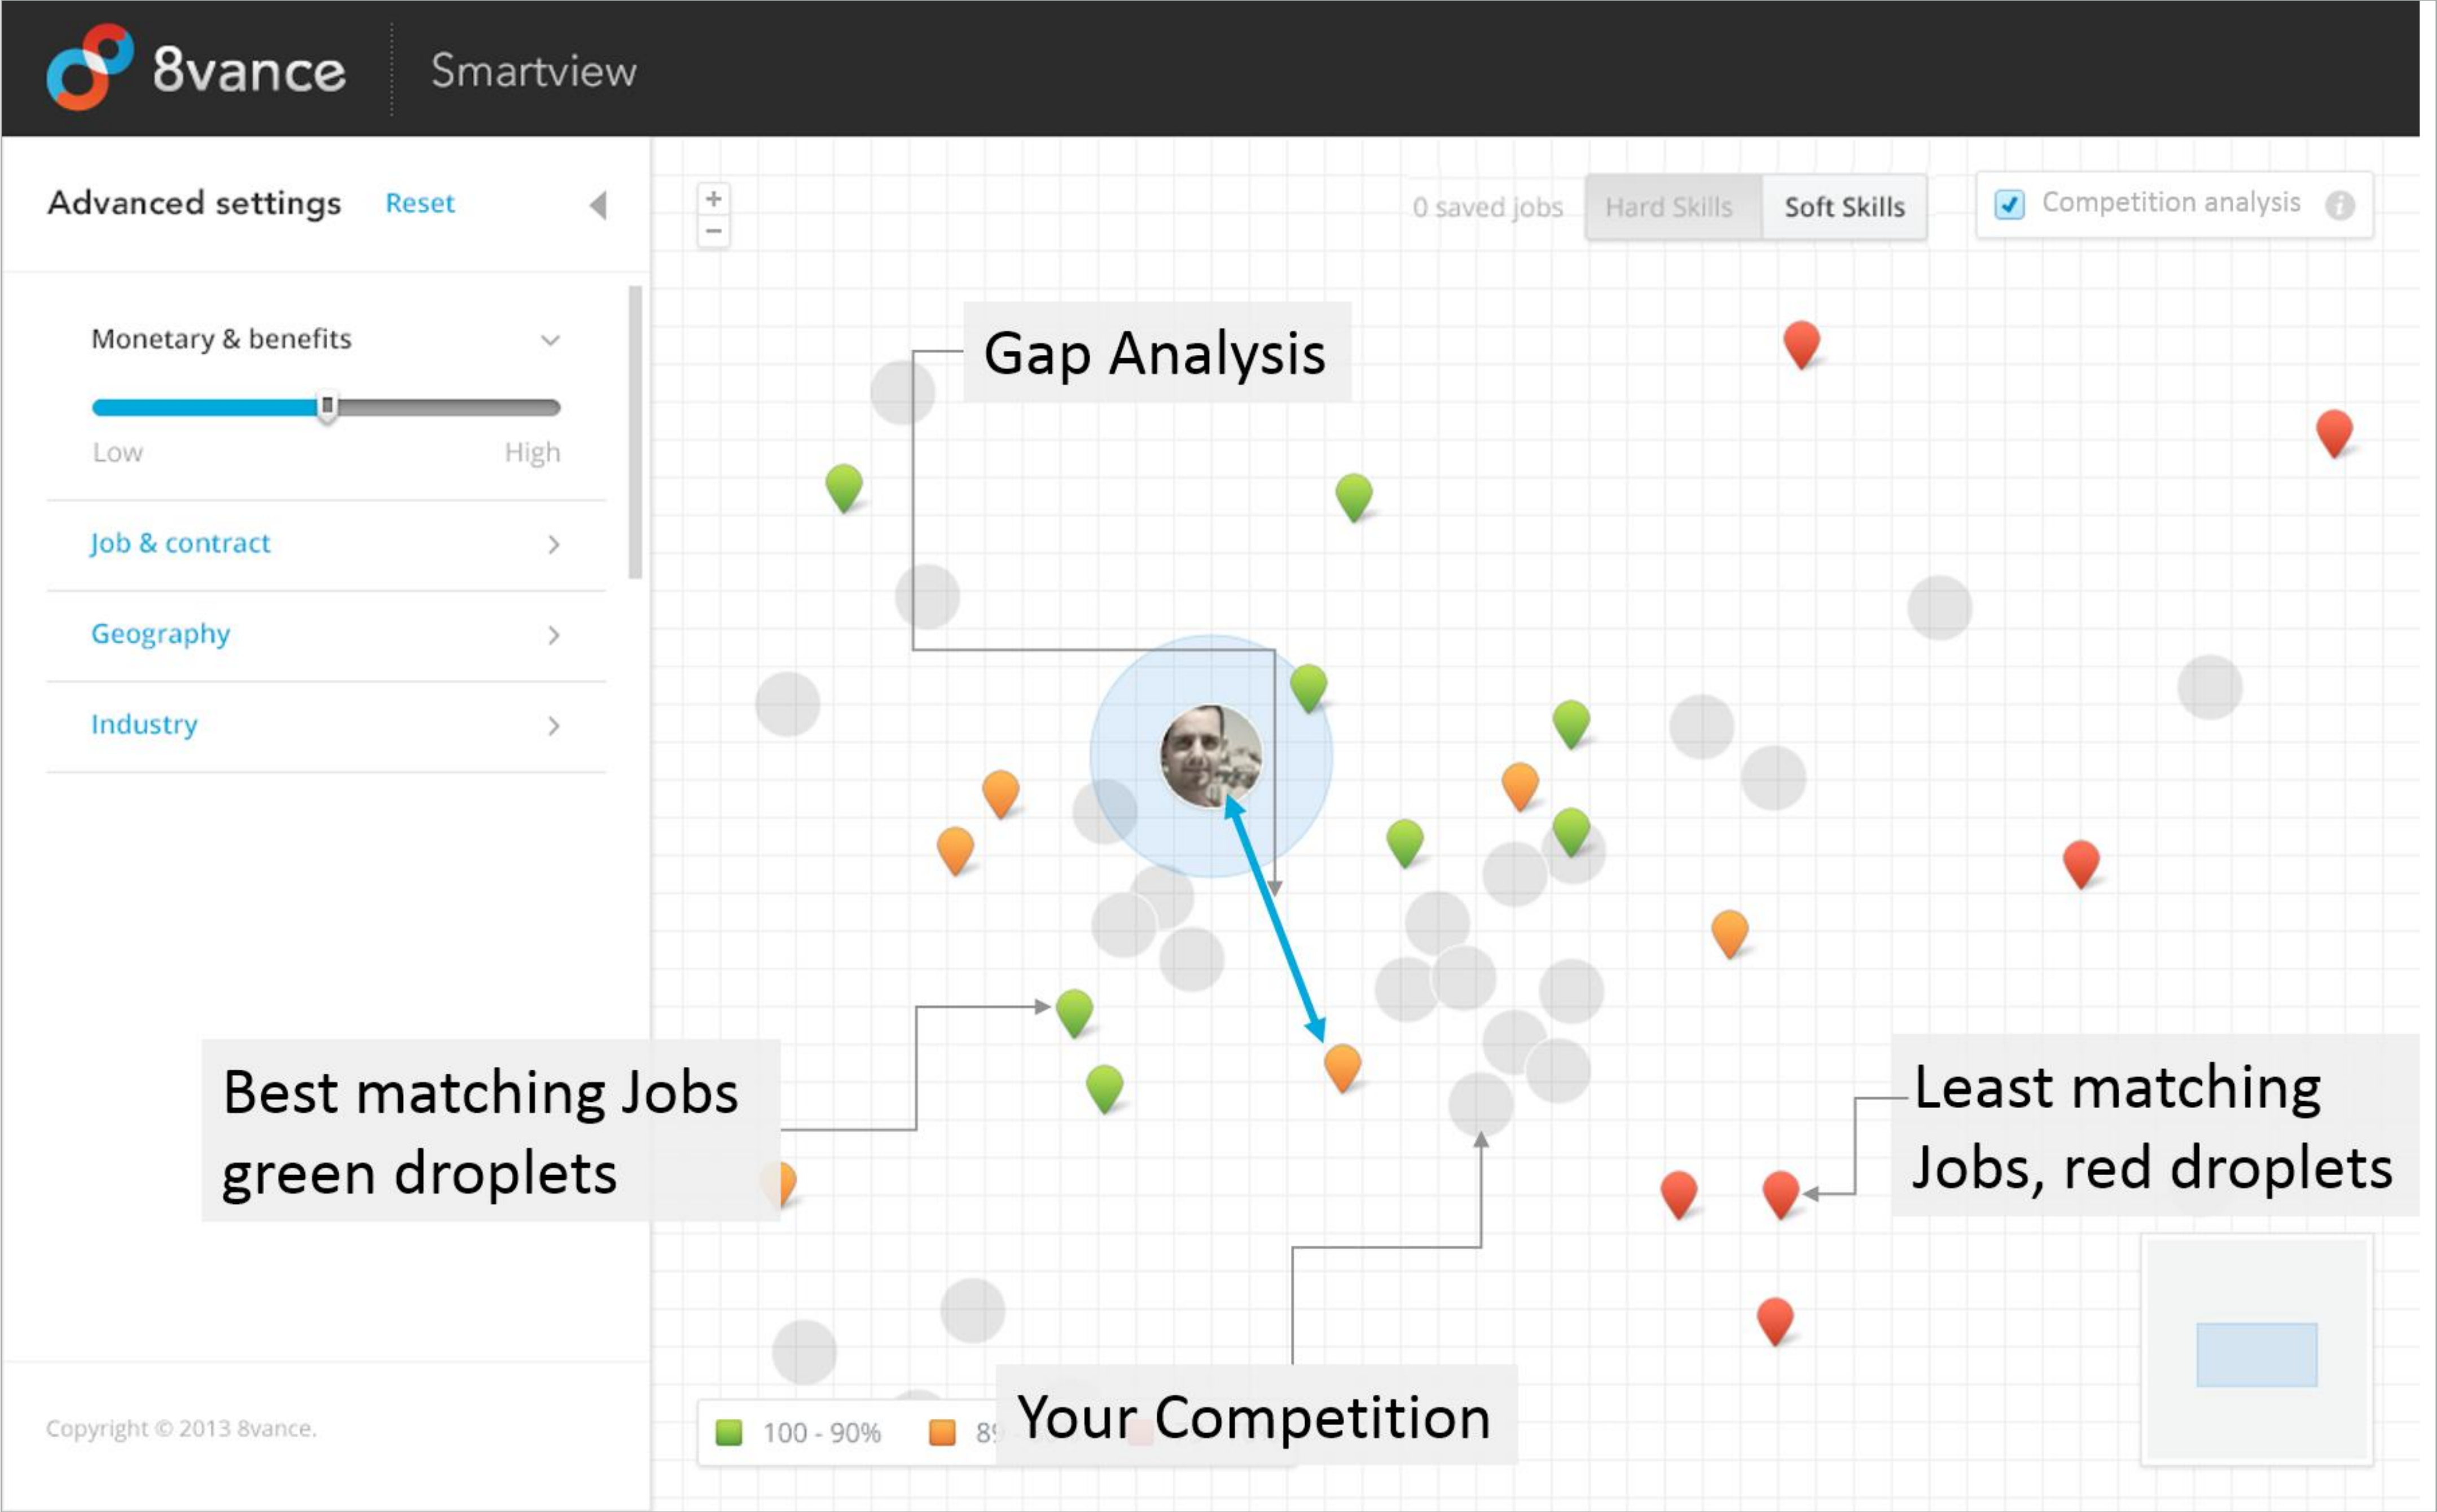 8vance
Smartview
Advanced settings
Reset
0 saved jobs
Hard Skills
Soft Skills
Competition analysis
i
Monetary & benefits
Low
High
Job & contract
Geography
Industry
Gap Analysis
Best matching Jobs
green droplets
Least matching
Jobs, red droplets
Your Competition
100 - 90%
Copyright © 2013 8vance.